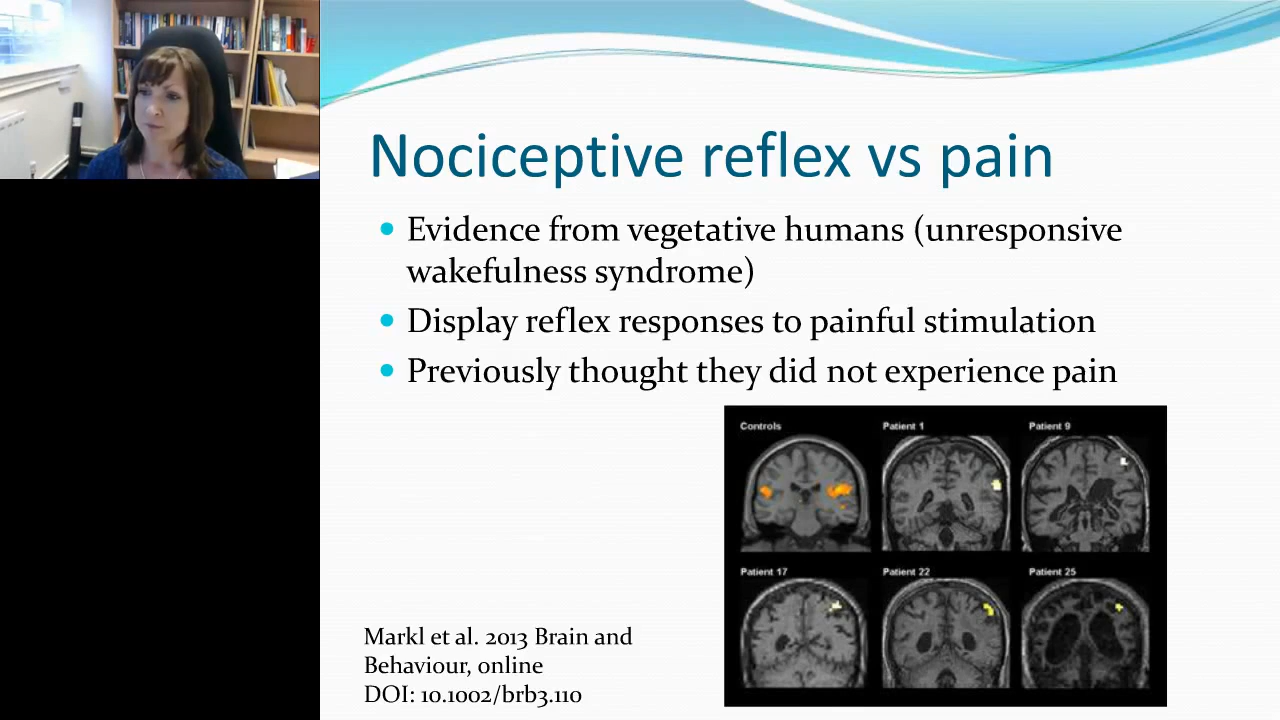 Nociceptive reflex vs pain
Evidence from vegetative humans (unresponsive
wakefulness syndrome)
Display reflex responses to painful stimulation
Previously thought they did not experience pain
Controls
Patient 1
Patient 9
Patient 17
Patient 22
Patient 25
Markl et al. 2013 Brain and
Behaviour, online
DOI: 10.1002/brb3.110